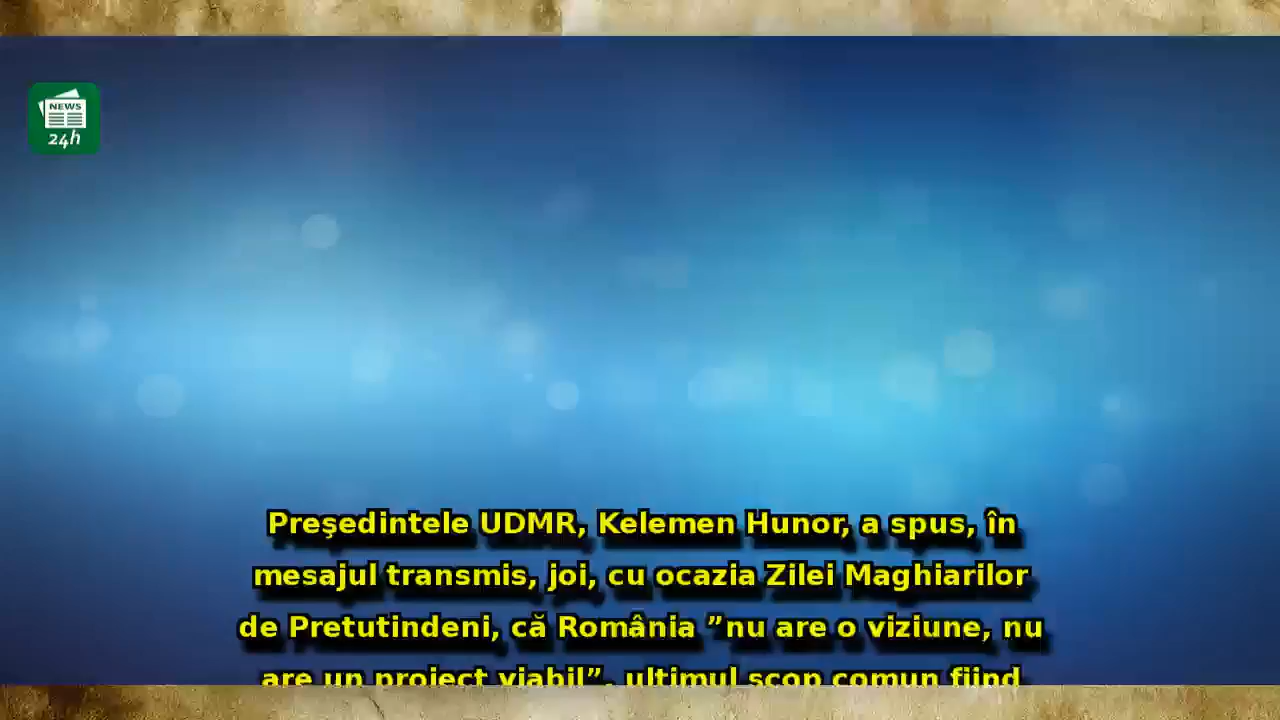 NEWS
24h
Preşedintele UDMR, Kelemen Hunor, a spus, în
mesajul transmis, joi, cu ocazia Zilei Maghiarilor
de Pretutindeni, că România ”nu are o viziune, nu
are un proiect viabil”, ultimul scop comun fiind